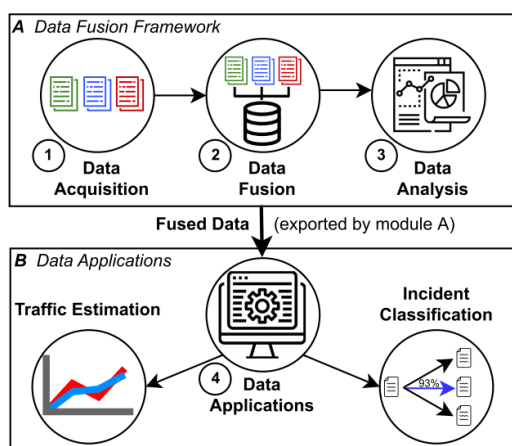 A Data Fusion Framework
1
Data
Acquisition
2
Data
Fusion
3
Data
Analysis
Fused Data (exported by module A)
B Data Applications
Traffic Estimation
4
Data
Applications
Incident
Classification
93%